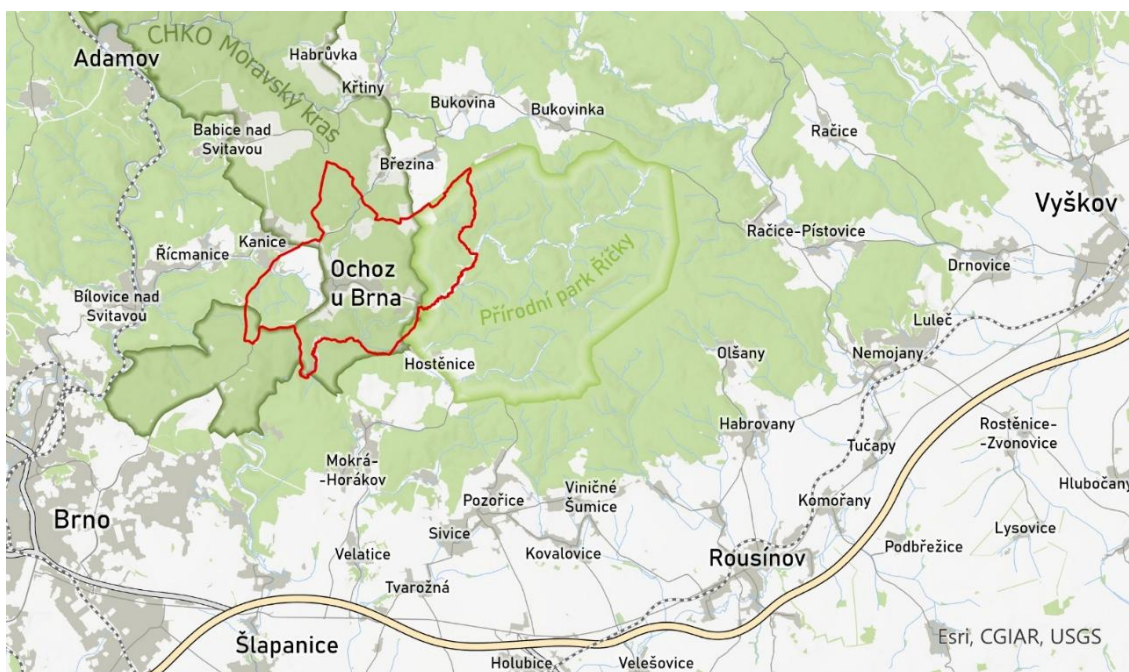 CHKO Moravský kras
Adamov
Habrůvka
Křtiny
Bukovina
Bukovinka
Račice
Babice nad
Svitavou
Březina
Vyškov
Kanice
Řícmanice
Račice-Pístovice
Drnovice
Ochoz
u Brna
Bílovice nad
Svitavou
Přírodní park Říčky
Luleč
Hostěnice
Olšany
Nemojany
Habrovany
Rostěnice-
-Zvonovice
Tučapy
Mokrá-
-Horákov
Hlubočany
Pozořice
Viničné
Šumice
Komořany
Brno
Sivice
Lysovice
Velatice
Kovalovice
Rousínov
Podbřežice
Tvarožná
Šlapanice
Holubice
Velešovice
Esri, CGIAR, USGS